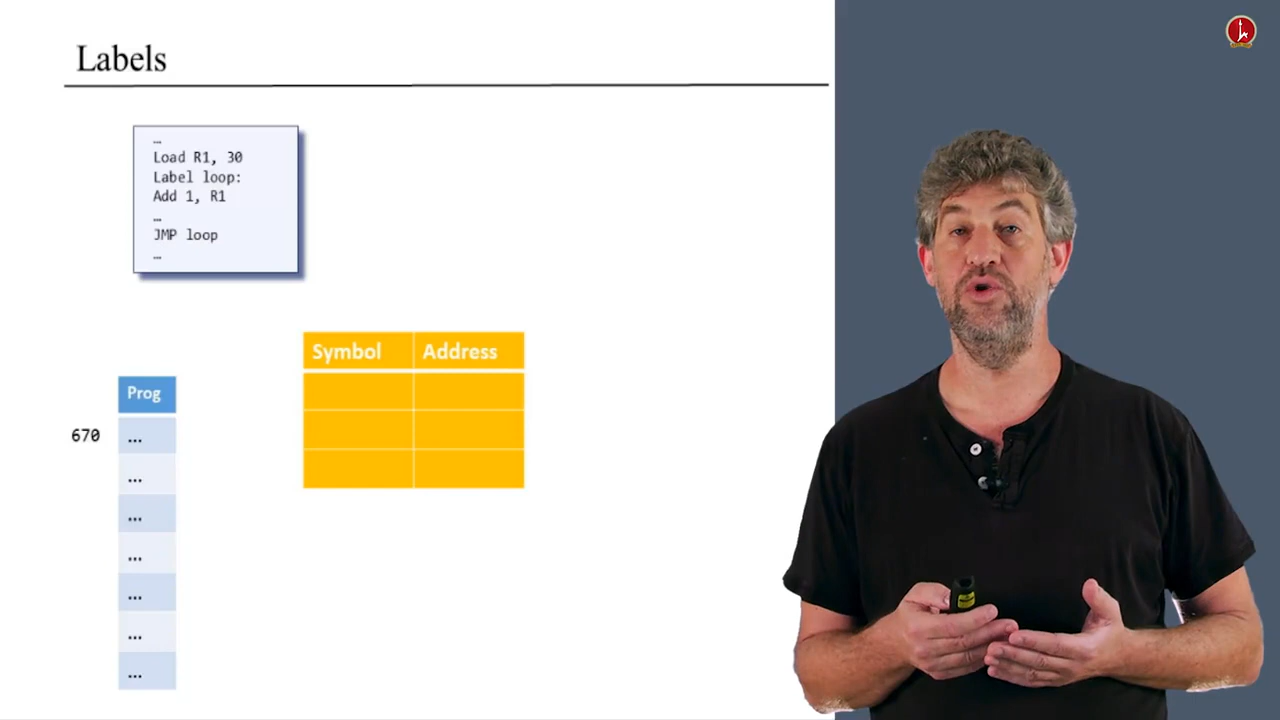 Labels
…
Load R1, 30
Label loop:
Add 1, R1
…
JMP loop
…
Symbol Address
Prog
670 ...
...
...
...
...
...
...